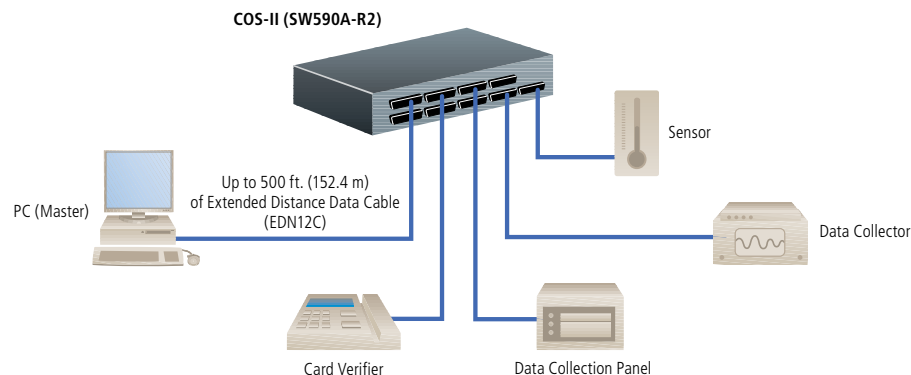 COS-II (SW590A-R2)
Sensor
Up to 500 ft. (152.4 m)
of Extended Distance Data Cable
(EDN12C)
PC (Master)
Data Collector
Card Verifier
Data Collection Panel